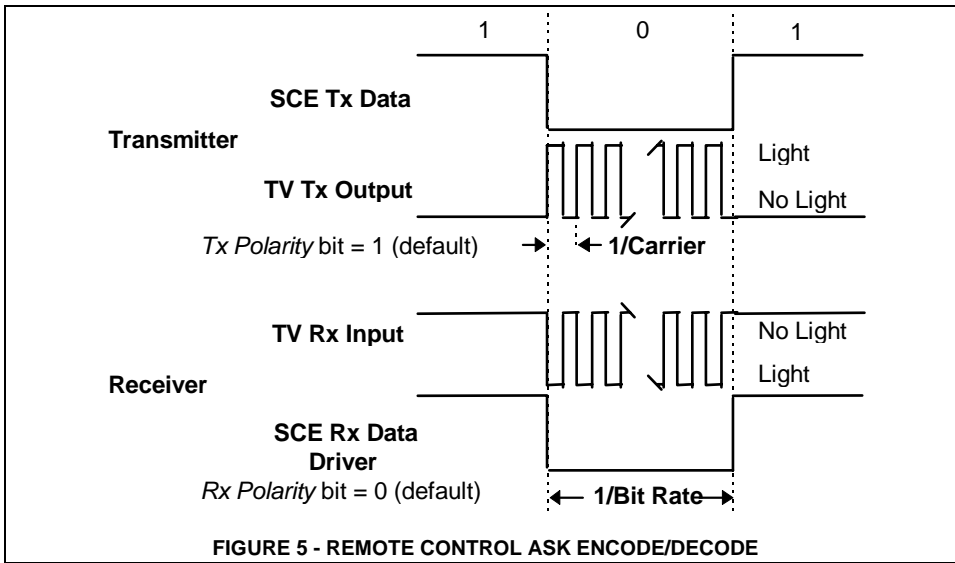 1 0 1
SCE Tx Data
Transmitter
Light
TV Tx Output
No Light
Tx Polarity bit = 1 (default)
1/Carrier
TV Rx Input
No Light
Light
Receiver
SCE Rx Data
Driver
Rx Polarity bit = 0 (default)
1/Bit Rate
FIGURE 5 - REMOTE CONTROL ASK ENCODE/DECODE